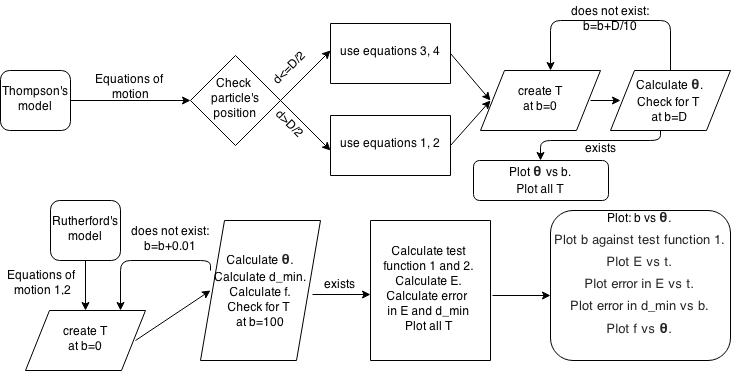 Thompson's
model
Equations of
motion
Check
particle's
position
d<=D/2
d>D/2
use equations 3, 4
use equations 1, 2
create T
at b=0
does not exist:
b=b+D/10
Calculate θ.
Check for T
at b=D
exists
Plot θ vs b.
Plot all T
Rutherford's
model
Equations of
motion 1,2
create T
at b=0
does not exist:
b=b+0.01
Calculate θ.
Calculate d_min.
Calculate f.
Check for T
at b=100
exists
Calculate test
function 1 and 2.
Calculate E.
Calculate error
in E and d_min
Plot all T
Plot: b vs θ.
Plot b against test function 1.
Plot E vs t.
Plot error in E vs t.
Plot error in d_min vs b.
Plot f vs θ.